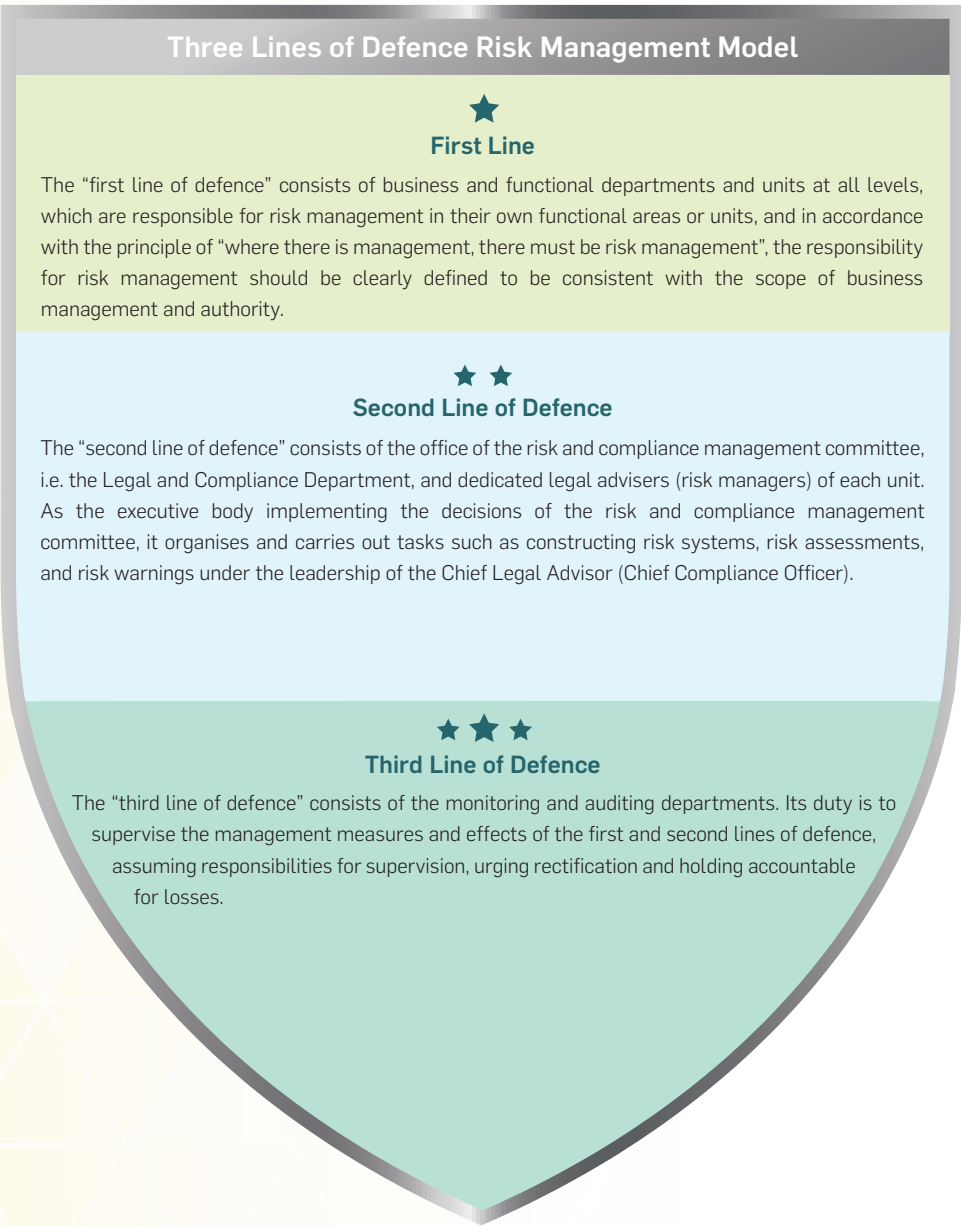 Three Lines of Defence Risk Management Model
First Line
The “first line of defence” consists of business and functional departments and units at all levels,
which are responsible for risk management in their own functional areas or units, and in accordance
with the principle of “where there is management, there must be risk management”, the responsibility
for risk management should be clearly defined to be consistent with the scope of business
management and authority.
Second Line of Defence
The “second line of defence” consists of the office of the risk and compliance management committee,
i.e. the Legal and Compliance Department, and dedicated legal advisers (risk managers) of each unit.
As the executive body implementing the decisions of the risk and compliance management
committee, it organises and carries out tasks such as constructing risk systems, risk assessments,
and risk warnings under the leadership of the Chief Legal Advisor (Chief Compliance Officer).
Third Line of Defence
The “third line of defence” consists of the monitoring and auditing departments. Its duty is to
supervise the management measures and effects of the first and second lines of defence,
assuming responsibilities for supervision, urging rectification and holding accountable
for losses.